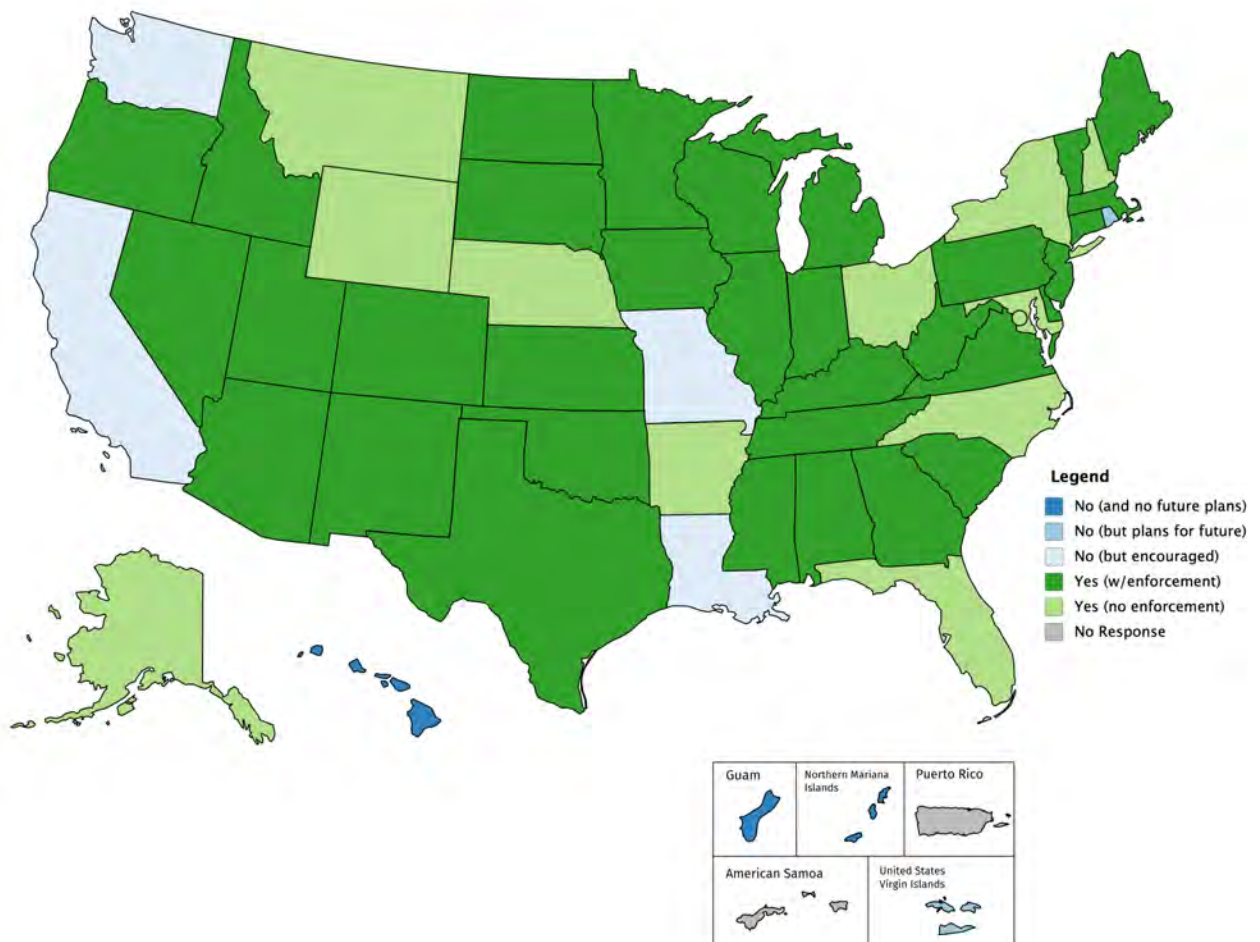 Legend
No (and no future plans)
No (but plans for future)
No (but encouraged)
Yes (w/enforcement)
Yes (no enforcement)
No Response
Guam
Northern Mariana
Islands
Puerto Rico
American Samoa
United States
Virgin Islands